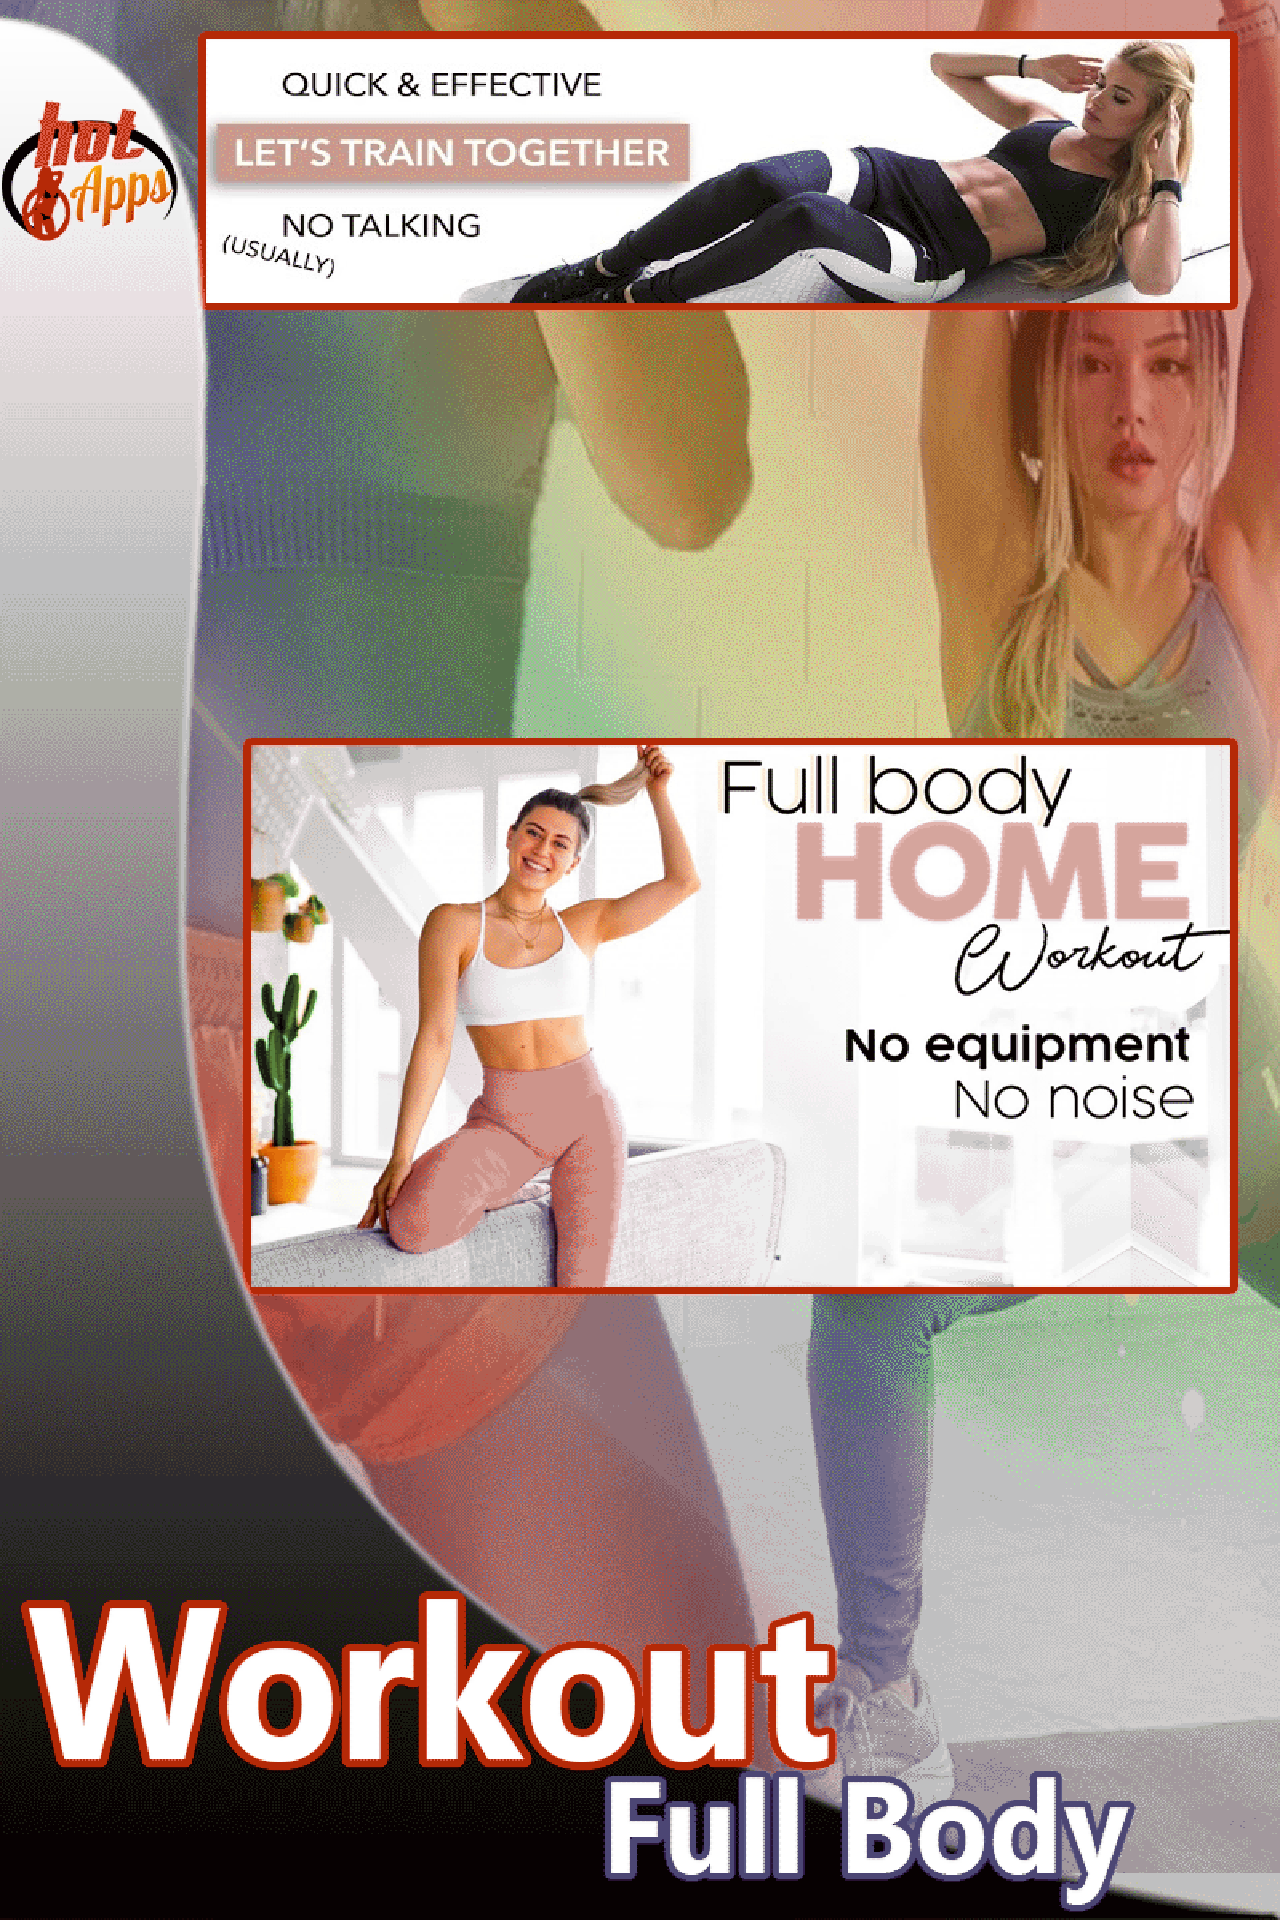 hot
Apps
QUICK & EFFECTIVE
LET'S TRAIN TOGETHER
NO TALKING
(USUALLY)
Full body
HOME
Workout
No equipment
No noise
Workout
Full Body